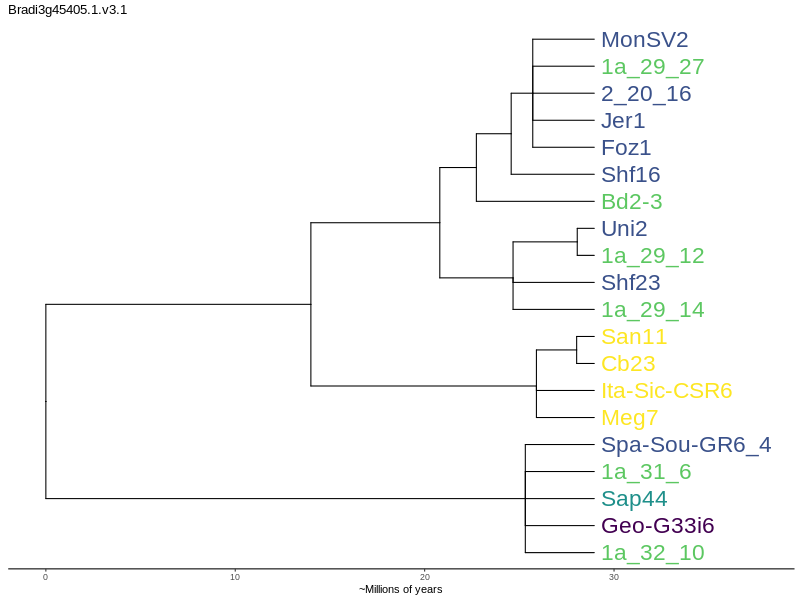 Bradi3g45405.1.v3.1
MonSV2
1a_29_27
2_20_16
Jer1
Foz1
Shf16
Bd2-3
Uni2
1a_29_12
Shf23
1a_29_14
San11
Cb23
Ita-Sic-CSR6
Meg7
Spa-Sou-GR6_4
1a_31_6
Sap44
Geo-G33i6
1a_32_10
0 10 20 30
~Millions of years